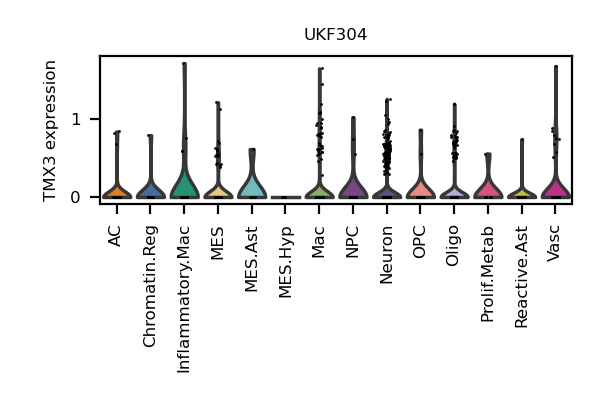 UKF304
TMX3 expression
1
0
AC
Chromatin.Reg
Inflammatory.Mac
MES
MES.Ast
MES.Hyp
Mac
NPC
Neuron
OPC
Oligo
Prolif.Metab
Reactive.Ast
Vasc